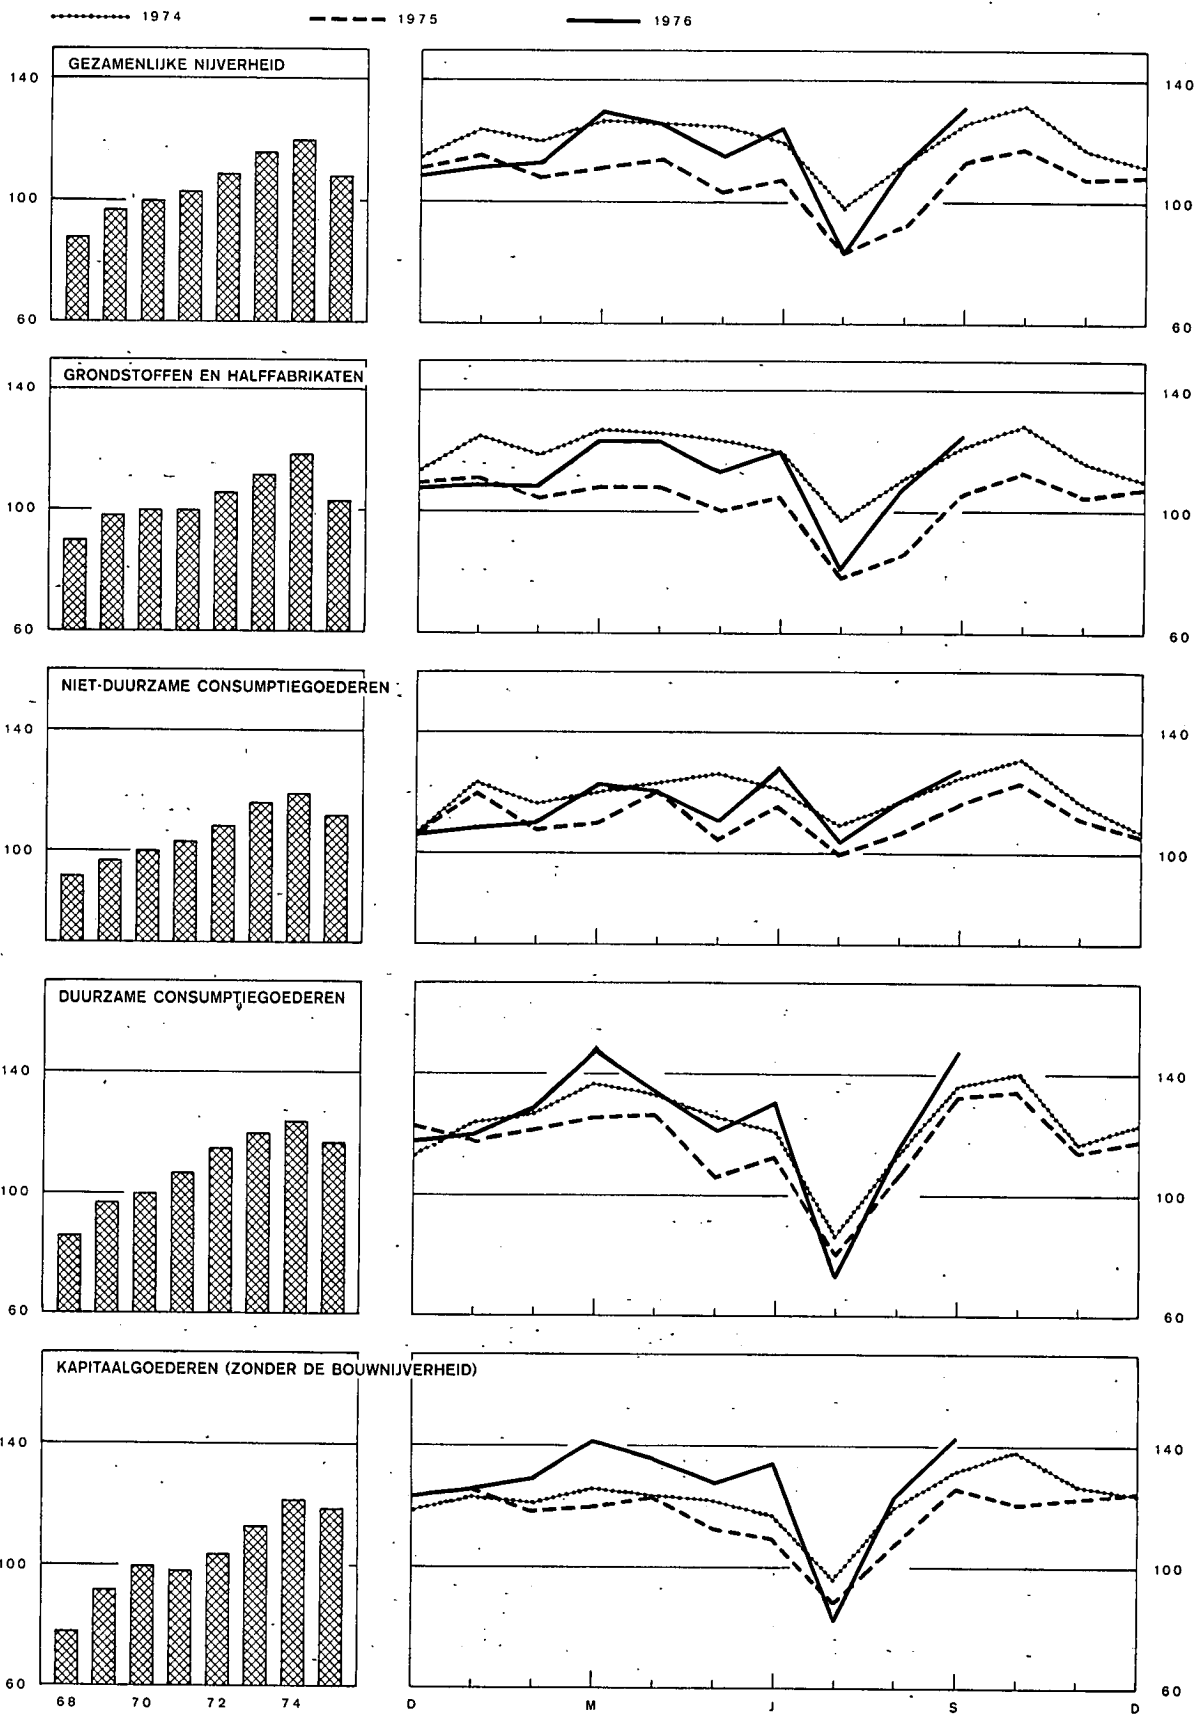 1974 1975 1976
GEZAMENLIJKE NIJVERHEID
140 140
100 100
60 60
GRONDSTOFFEN EN HALFFABRIKATEN
140 140
100 100
60 60
NIET-DUURZAME CONSUMPTIEGOEDEREN
140 140
100 100
DUURZAME CONSUMPTIEGOEDEREN
140 140
100 100
60 60
KAPITAALGOEDEREN (ZONDER DE BOUWNIJVERHEID)
140 140
100 100
60 60
68 70 72 74 D M J S D